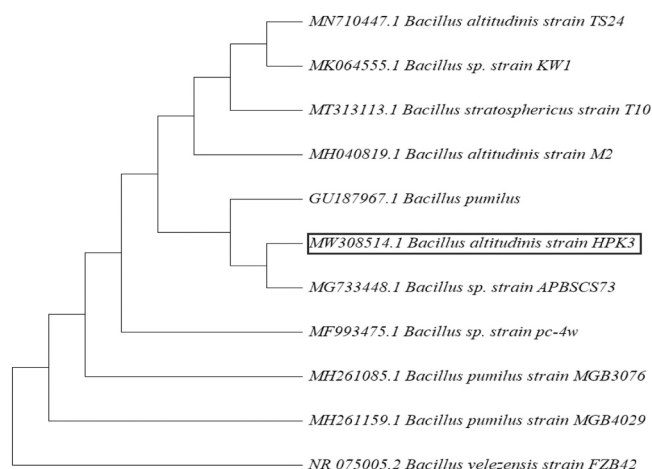 MN710447.1 Bacillus altitudinis strain TS24
MK064555.1 Bacillus sp. strain KW1
MT313113.1 Bacillus stratosphericus strain T10
MH040819.1 Bacillus altitudinis strain M2
GU187967.1 Bacillus pumilus
MW308514.1 Bacillus altitudinis strain HPK3
MG733448.1 Bacillus sp. strain APBSCS73
MF993475.1 Bacillus sp. strain pc-4w
MH261085.1 Bacillus pumilus strain MGB3076
MH261159.1 Bacillus pumilus strain MGB4029
NR 075005.2 Bacillus velezensis strain FZB42